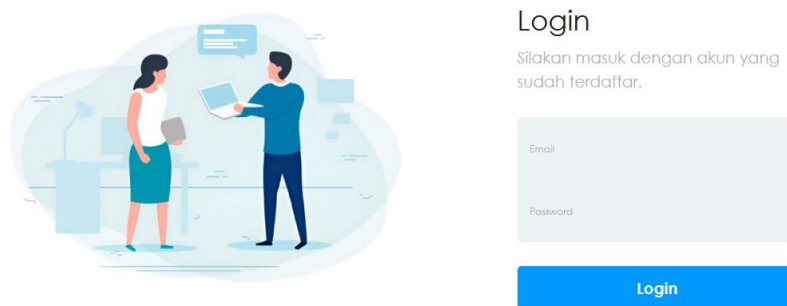 Login
Silakan masuk dengan akun yang
sudah terdaftar.
Email
Password
Login